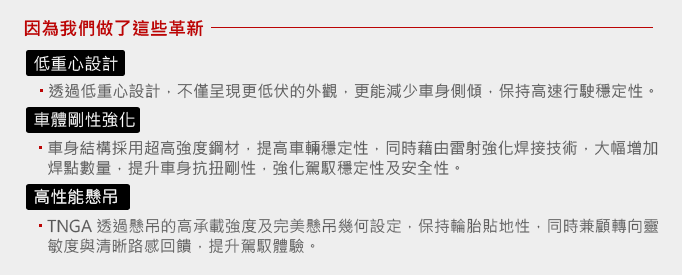 因為我們做了這些革新
低重心設計
・透過低重心設計，不僅呈現更低伏的外觀，更能減少車身側傾，保持高速行駛穩定性。
車體剛性強化
・車身結構採用超高強度鋼材，提高車輛穩定性，同時藉由雷射強化焊接技術，大幅增加
焊點數量，提升車身抗扭剛性，強化駕馭穩定性及安全性。
高性能懸吊
・TNGA 透過懸吊的高承載強度及完美懸吊幾何設定，保持輪胎貼地性，同時兼顧轉向靈
敏度與清晰路感回饋，提升駕馭體驗。